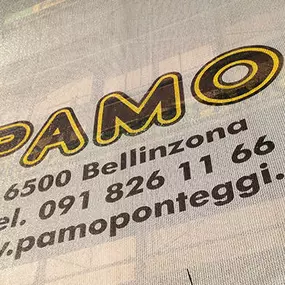 PAMO
6500 Bellinzona
el. 091 826 11 66
.pamoponteggi.